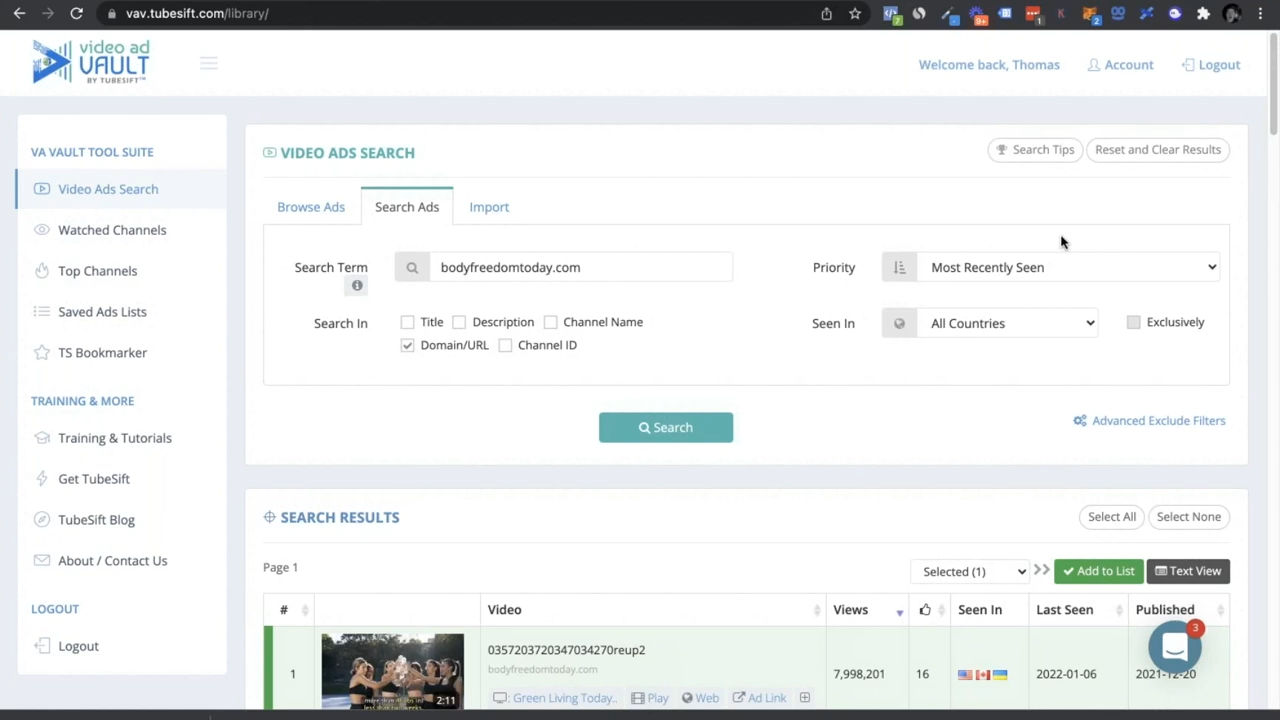 vav.tubesift.com/library/
video ad
VAULT
BY TUBESIFT™
Welcome back, Thomas
Account
Logout
VA VAULT TOOL SUITE
Video Ads Search
Watched Channels
Top Channels
Saved Ads Lists
TS Bookmarker
TRAINING & MORE
Training & Tutorials
Get TubeSift
TubeSift Blog
About / Contact Us
LOGOUT
Logout
VIDEO ADS SEARCH
Search Tips
Reset and Clear Results
Browse Ads
Search Ads
Import
Search Term
bodyfreedomtoday.com
Priority
Most Recently Seen
Search In
Title
Description
Channel Name
Domain/URL
Channel ID
Seen In
All Countries
Exclusively
Search
Advanced Exclude Filters
SEARCH RESULTS
Select All
Select None
Page 1
Selected (1)
Add to List
Text View
# Video Views Seen In Last Seen Published
1
2:11
0357203720347034270reup2
bodyfreedomtoday.com
: Green Living Today..
Play
Web
Ad Link
7,998,201
16
2022-01-06
2021-12-20
3